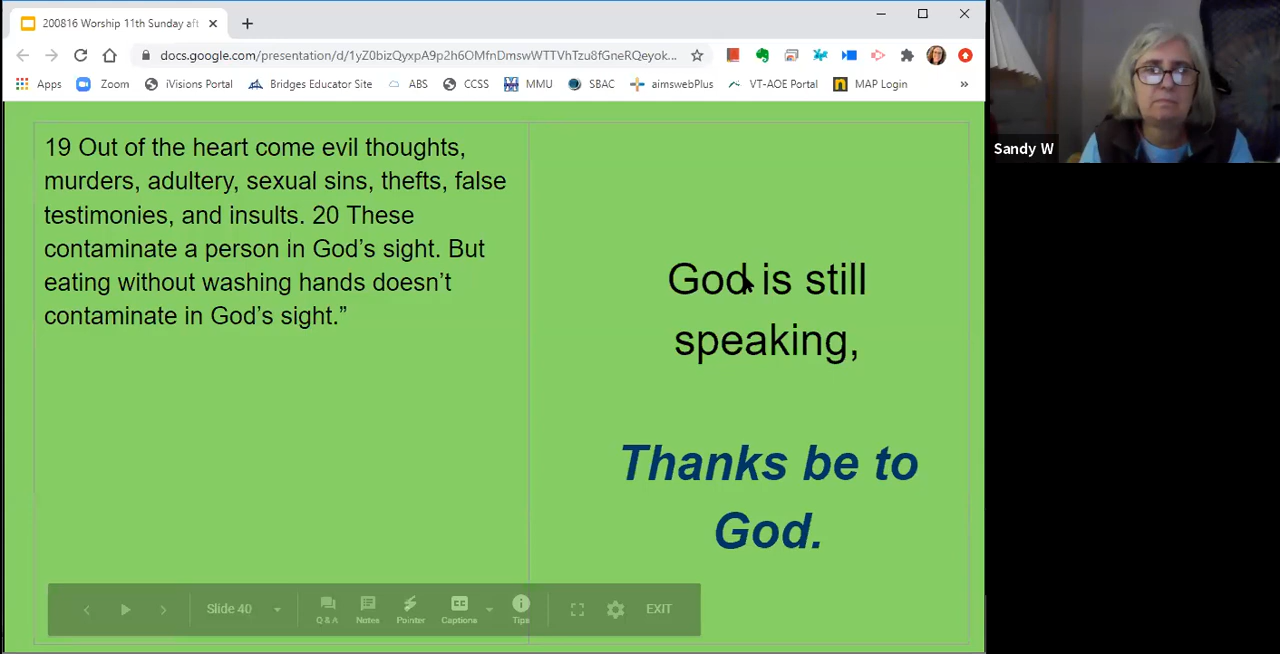 200816 Worship 11th Sunday aft
docs.google.com/presentation/d/1yZ0bizQyxpA9p2h6OMfnDmswWTTVhTzu8fGneRQeyok...
Apps Zoom iVisions Portal Bridges Educator Site ABS CCSS MMU SBAC aimswebPlus VT-AOE Portal MAP Login »
19 Out of the heart come evil thoughts,
murders, adultery, sexual sins, thefts, false
testimonies, and insults. 20 These
contaminate a person in God’s sight. But
eating without washing hands doesn’t
contaminate in God’s sight.”
God is still
speaking,
Thanks be to
God.
Slide 40 Q & A Notes Pointer CC Captions Tips EXIT
Sandy W